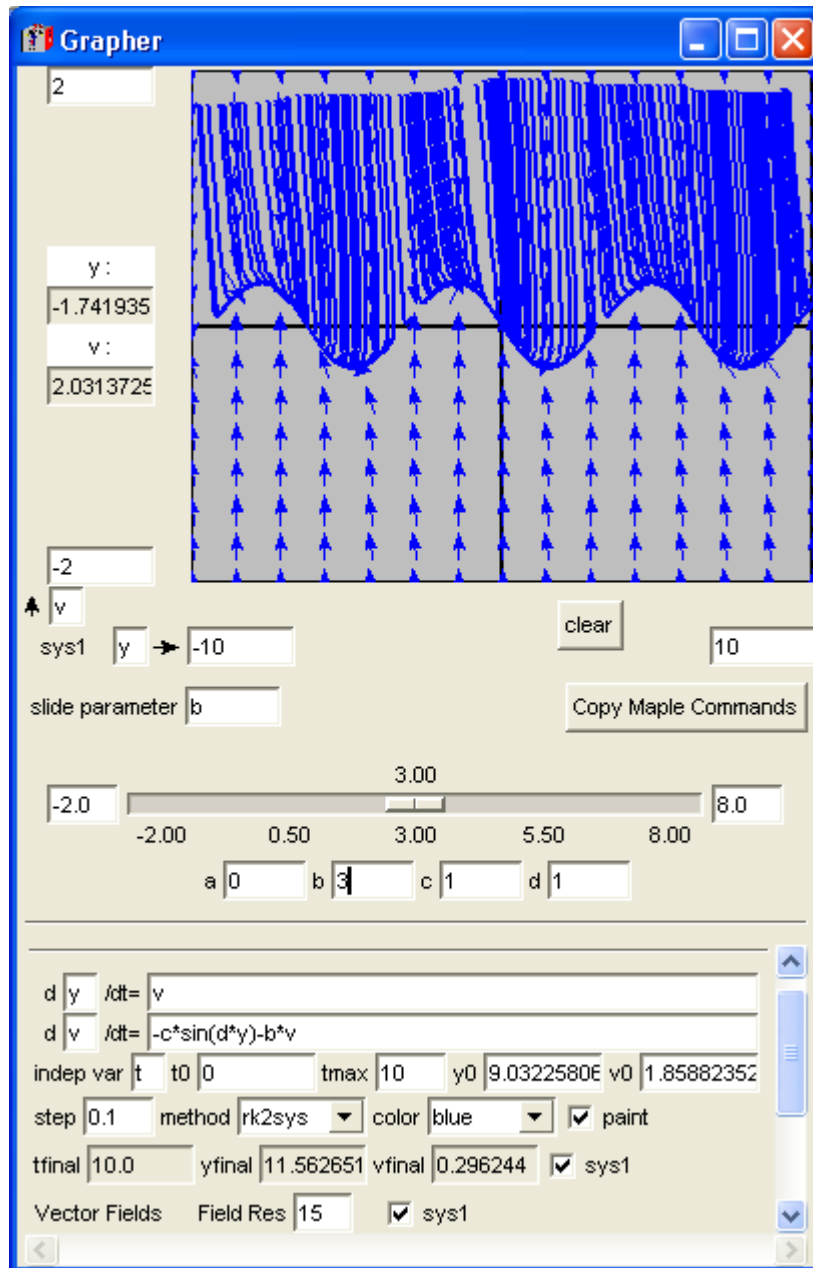 Grapher
2
y :
-1.741935
v :
2.0313725
-2
v
sys1 y -10 clear 10
slide parameter b Copy Maple Commands
3.00
-2.0 8.0
-2.00 0.50 3.00 5.50 8.00
a 0 b 3 c 1 d 1
d y /dt= v
d v /dt= -c*sin(d*y)-b*v
indep var t t0 0 tmax 10 y0 9.03225806 v0 1.85882352
step 0.1 method rk2sys color blue paint
tfinal 10.0 yfinal 11.562651 vfinal 0.296244 sys1
Vector Fields Field Res 15 sys1